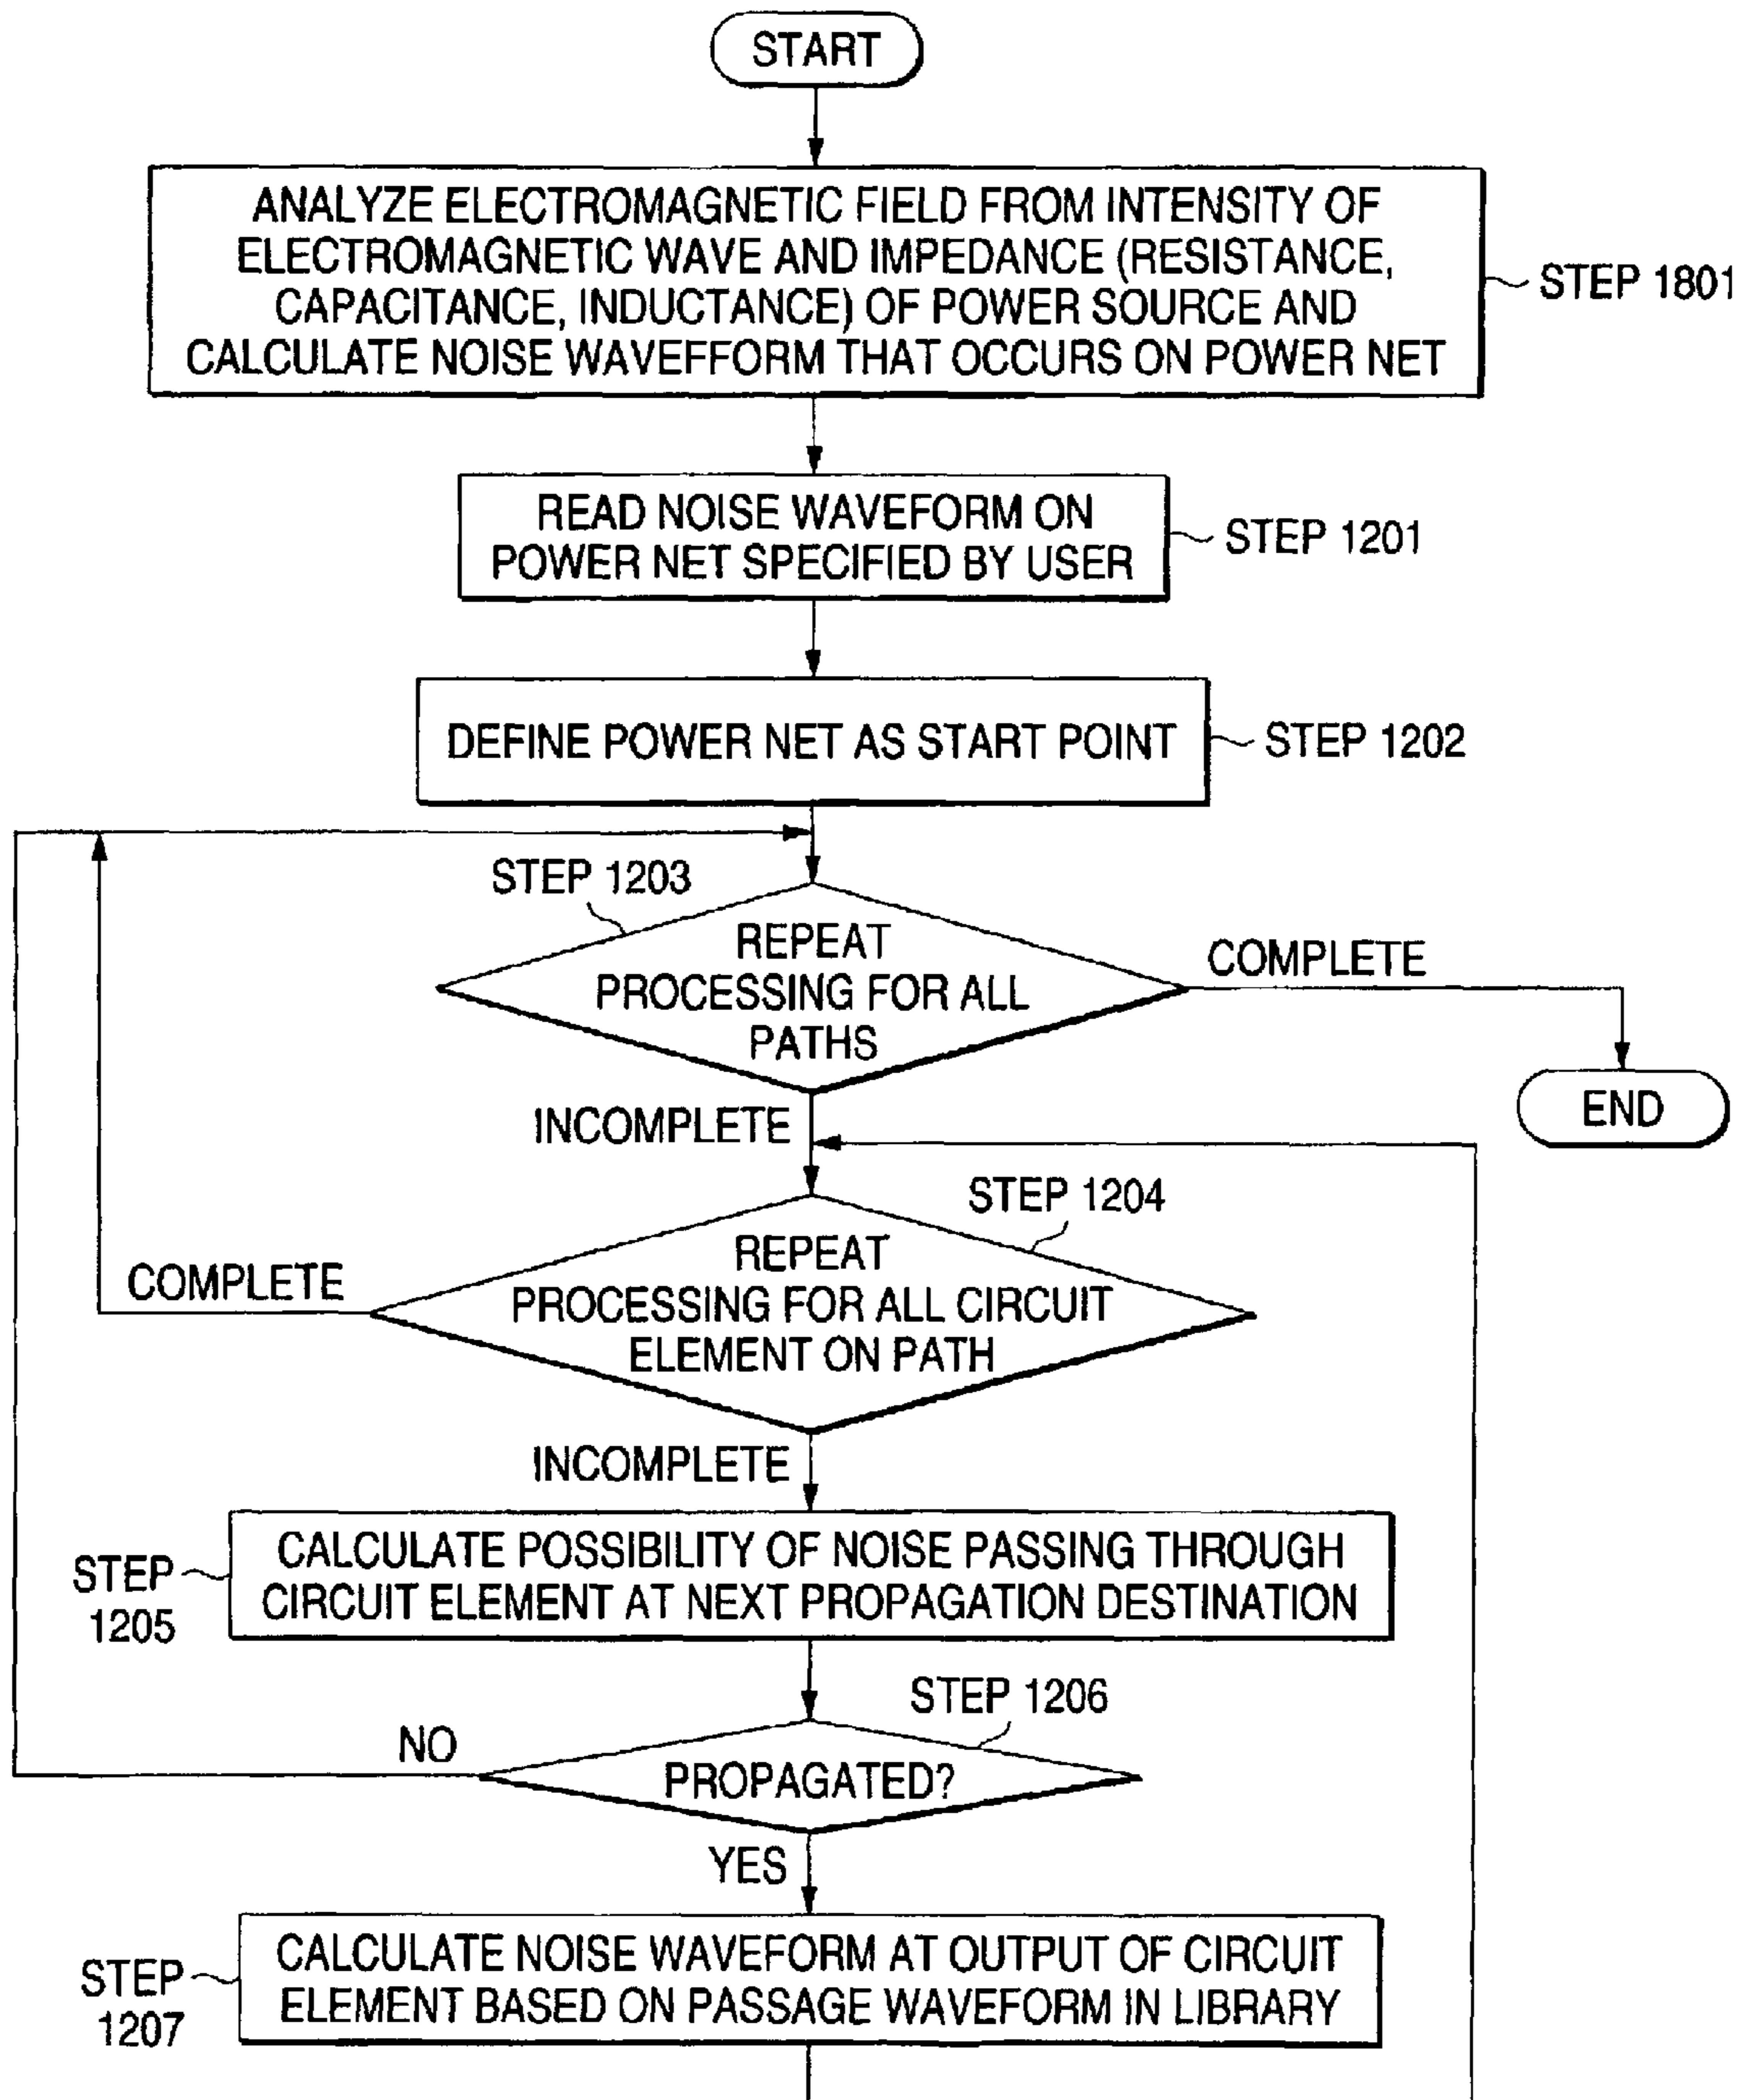 START
ANALYZE ELECTROMAGNETIC FIELD FROM INTENSITY OF
ELECTROMAGNETIC WAVE AND IMPEDANCE (RESISTANCE,
CAPACITANCE, INDUCTANCE) OF POWER SOURCE AND
CALCULATE NOISE WAVEFFORM THAT OCCURS ON POWER NET
STEP 1801
READ NOISE WAVEFORM ON
POWER NET SPECIFIED BY USER
STEP 1201
DEFINE POWER NET AS START POINT
STEP 1202
STEP 1203
REPEAT
PROCESSING FOR ALL
PATHS
COMPLETE
END
INCOMPLETE
STEP 1204
REPEAT
PROCESSING FOR ALL CIRCUIT
ELEMENT ON PATH
COMPLETE
INCOMPLETE
STEP
1205
CALCULATE POSSIBILITY OF NOISE PASSING THROUGH
CIRCUIT ELEMENT AT NEXT PROPAGATION DESTINATION
STEP 1206
PROPAGATED?
NO
YES
STEP
1207
CALCULATE NOISE WAVEFORM AT OUTPUT OF CIRCUIT
ELEMENT BASED ON PASSAGE WAVEFORM IN LIBRARY